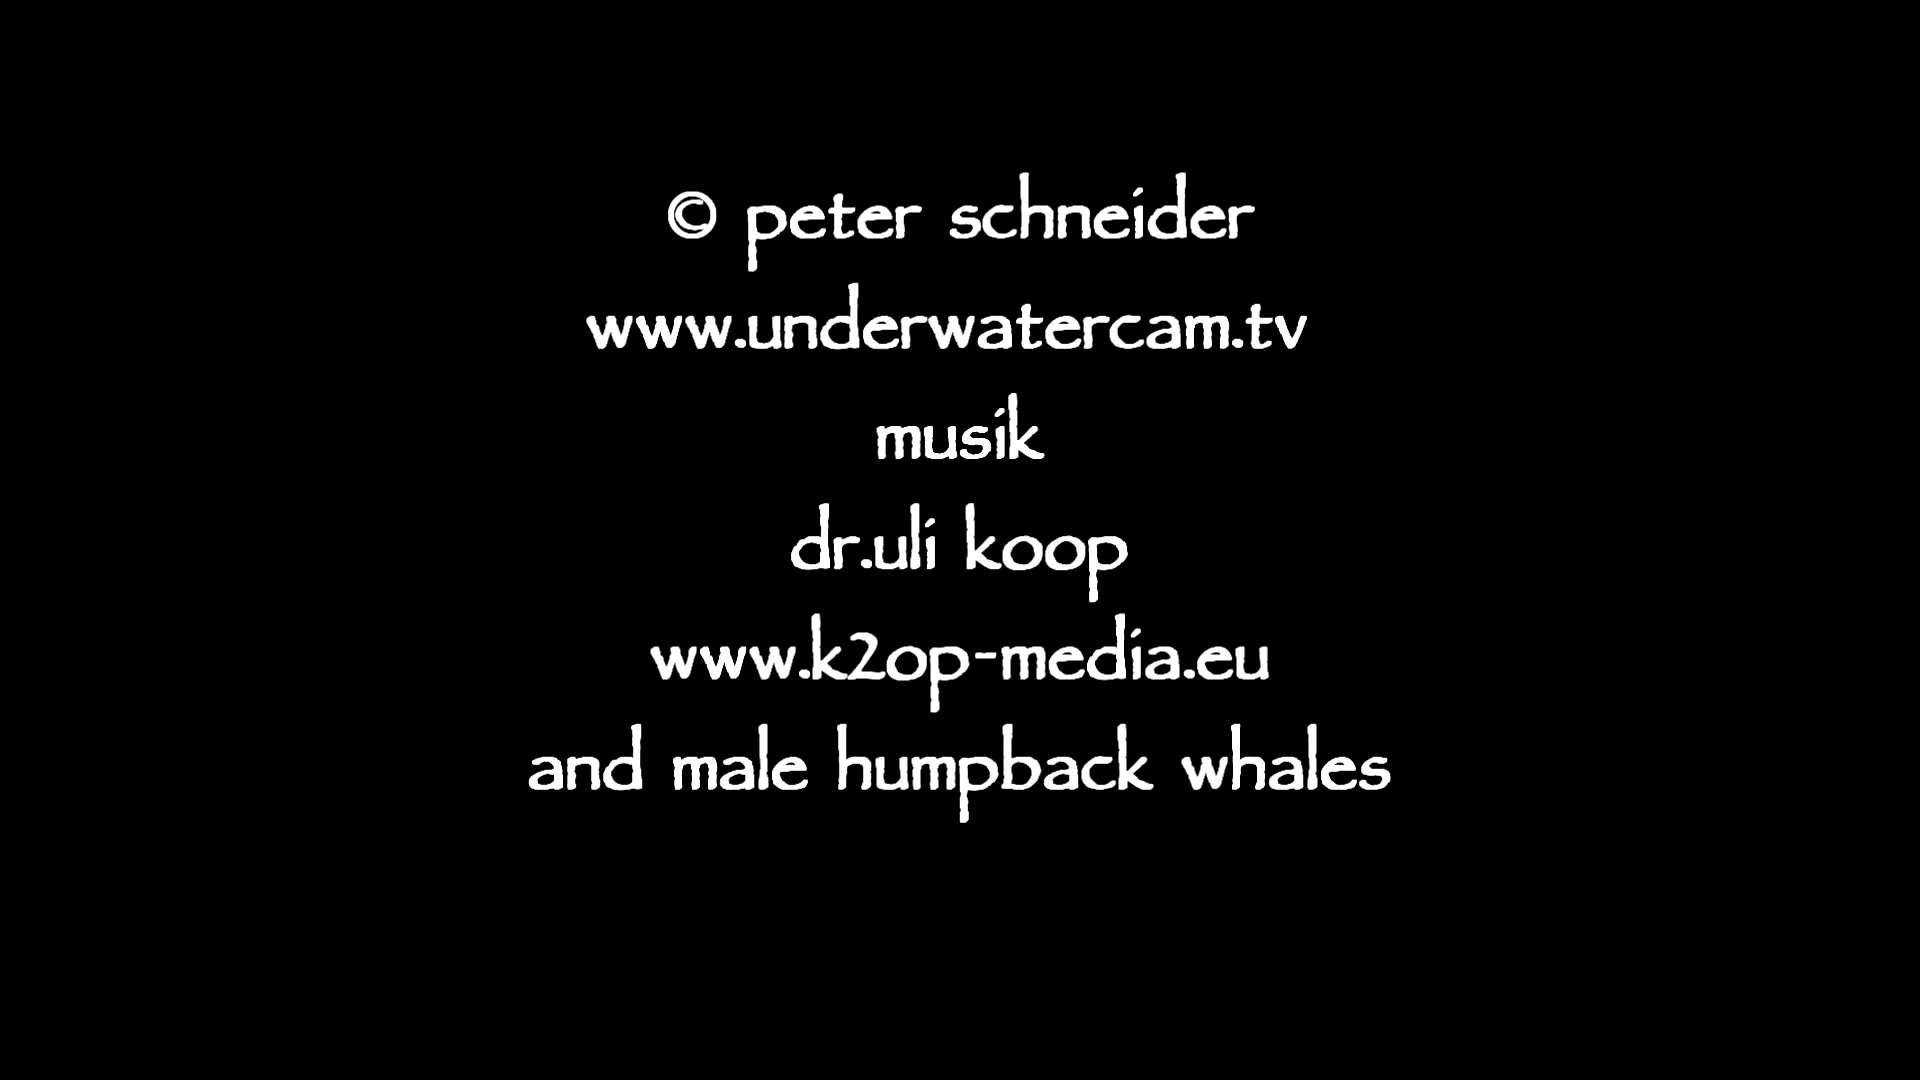 © peter schneider
www.underwatercam.tv
musik
dr.uli koop
www.k2op-media.eu
and male humpback whales